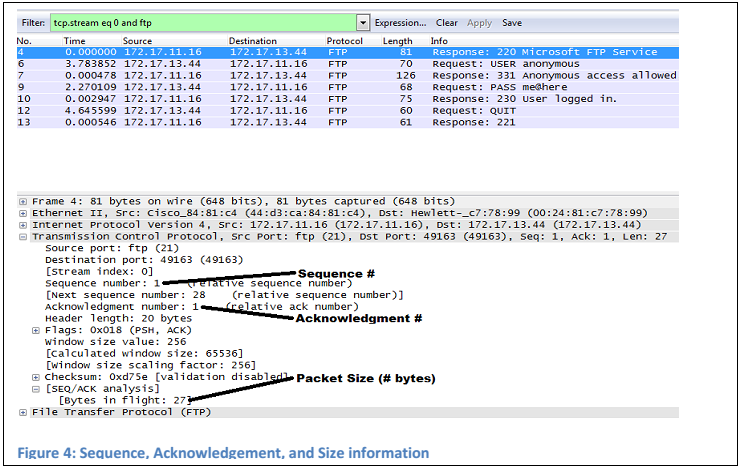 Filter: tcp.stream eq 0 and ftp Expression... Clear Apply Save
No. Time Source Destination Protocol Length Info
4 0.000000 172.17.11.16 172.17.13.44 FTP 81 Response: 220 Microsoft FTP Service
6 3.783852 172.17.13.44 172.17.11.16 FTP 70 Request: USER anonymous
7 0.000478 172.17.11.16 172.17.13.44 FTP 126 Response: 331 Anonymous access allowed
9 2.270109 172.17.13.44 172.17.11.16 FTP 68 Request: PASS me@here
10 0.002947 172.17.11.16 172.17.13.44 FTP 75 Response: 230 User logged in.
12 4.645599 172.17.13.44 172.17.11.16 FTP 60 Request: QUIT
13 0.000546 172.17.11.16 172.17.13.44 FTP 61 Response: 221
Frame 4: 81 bytes on wire (648 bits), 81 bytes captured (648 bits)
Ethernet II, Src: Cisco_84:81:c4 (44:d3:ca:84:81:c4), Dst: Hewlett-_c7:78:99 (00:24:81:c7:78:99)
Internet Protocol Version 4, Src: 172.17.11.16 (172.17.11.16), Dst: 172.17.13.44 (172.17.13.44)
Transmission Control Protocol, Src Port: ftp (21), Dst Port: 49163 (49163), Seq: 1, Ack: 1, Len: 27
Source port: ftp (21)
Destination port: 49163 (49163)
[Stream index: 0]
Sequence #
Sequence number: 1 (relative sequence number)
[Next sequence number: 28 (relative sequence number)]
Acknowledgment number: 1 (relative ack number)
Acknowledgment #
Header length: 20 bytes
Flags: 0x018 (PSH, ACK)
Window size value: 256
[Calculated window size: 65536]
[Window size scaling factor: 256]
Checksum: 0xd75e [validation disabled]
Packet Size (# bytes)
[SEQ/ACK analysis]
[Bytes in flight: 27]
File Transfer Protocol (FTP)
Figure 4: Sequence, Acknowledgement, and Size information